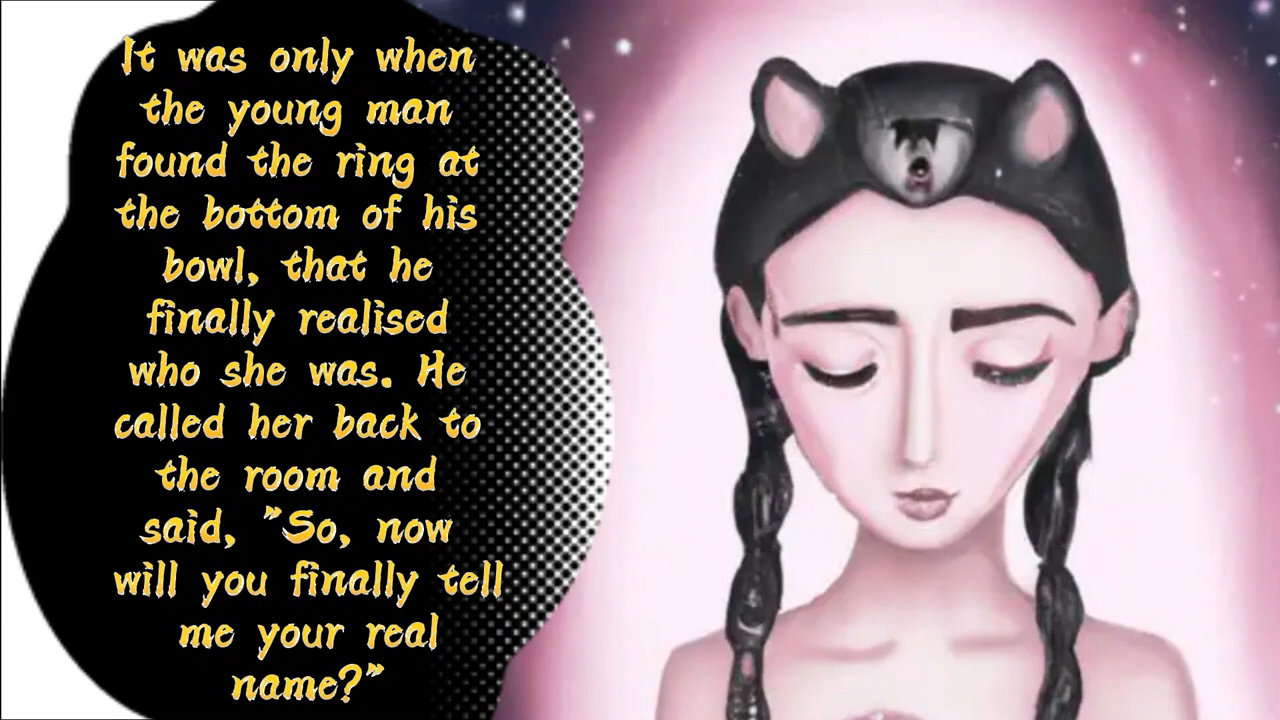 It was only when
the young man
found the ring at
the bottom of his
bowl, that he
finally realised
who she was. He
called her back to
the room and
said, "So, now
will you finally tell
me your real
name?"